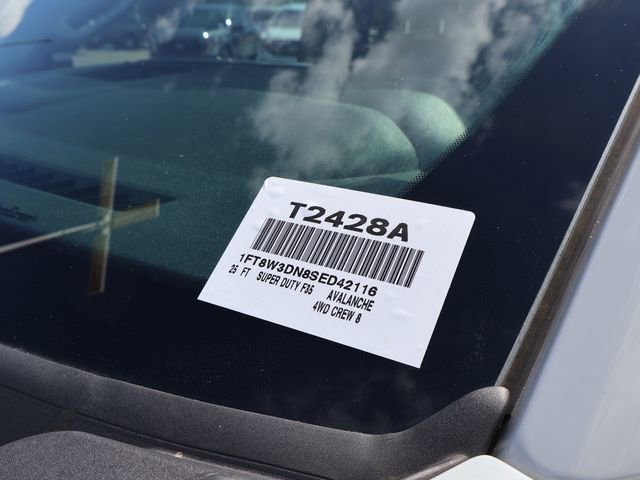 T2428A
1FT8W3DN8SED42116
25 FT SUPER DUTY F35 AVALANCHE
4WD CREW 8